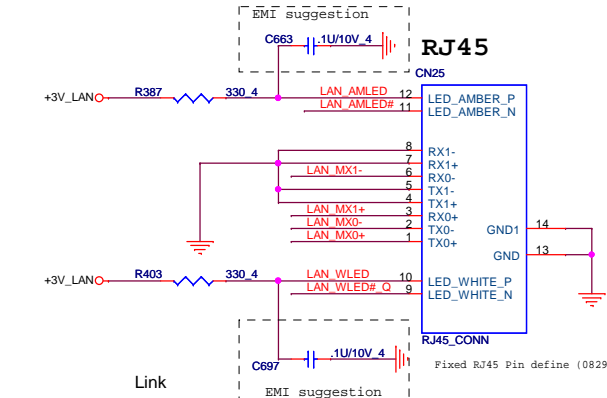 EMI suggestion
C663 .1U/10V_4
RJ45
CN25
+3V_LAN R387 330_4 LAN_AMLED 12 LED_AMBER_P
LAN_AMLED# 11 LED_AMBER_N
8 RX1-
7 RX1+
LAN_MX1- 6 RX0-
5 TX1-
4 TX1+
LAN_MX1+ 3 RX0+
LAN_MX0- 2 TX0- GND1 14
LAN_MX0+ 1 TX0+
GND 13
+3V_LAN R403 330_4 LAN_WLED 10 LED_WHITE_P
LAN_WLED#_Q 9 LED_WHITE_N
RJ45_CONN
C697 .1U/10V_4
Fixed RJ45 Pin define (0829
Link
EMI suggestion